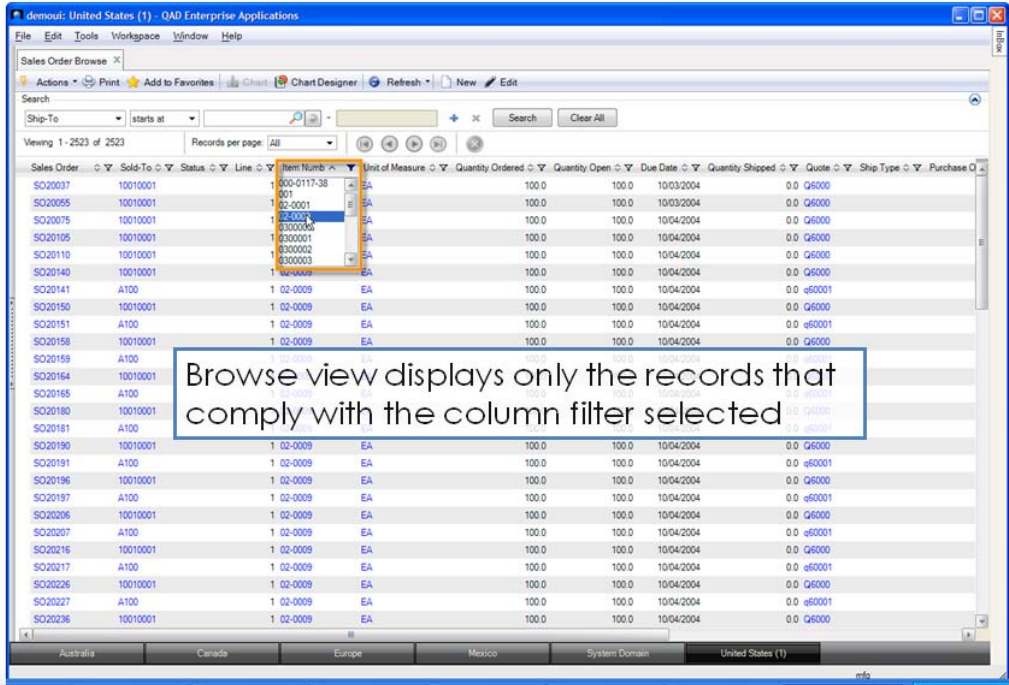 demoui: United States (1) - QAD Enterprise Applications
File Edit Tools Workspace Window Help
InBox
Sales Order Browse X
Actions Print Add to Favorites Chart Chart Designer Refresh New Edit
Search
Ship-To starts at - Search Clear All
Viewing 1 - 2523 of 2523 Records per page: All
Sales Order Sold-To Status Line Item Numb Unit of Measure Quantity Ordered Quantity Open Due Date Quantity Shipped Quote Ship Type Purchase O
SO20037 10010001 1 000-0117-38 EA 100.0 100.0 10/03/2004 0.0 Q6000
001
SO20055 10010001 1 02-0001 EA 100.0 100.0 10/03/2004 0.0 Q6000
SO20075 10010001 1 EA 100.0 100.0 10/04/2004 0.0 Q6000
SO20105 10010001 1 0300001 EA 100.0 100.0 10/04/2004 0.0 Q6000
0300002
SO20110 10010001 1 0300003 EA 100.0 100.0 10/04/2004 0.0 Q6000
SO20140 10010001 1 02-0009 EA 100.0 100.0 10/04/2004 0.0 Q6000
SO20141 A100 1 02-0009 EA 100.0 100.0 10/04/2004 0.0 q60001
SO20150 10010001 1 02-0009 EA 100.0 100.0 10/04/2004 0.0 Q6000
SO20151 A100 1 02-0009 EA 100.0 100.0 10/04/2004 0.0 q60001
SO20158 10010001 1 02-0009 EA 100.0 100.0 10/04/2004 0.0 Q6000
SO20159 A100
SO20164 10010001
SO20165 A100
SO20180 10010001
SO20181 A100
Browse view displays only the records that
comply with the column filter selected
SO20190 10010001 1 02-0009 EA 100.0 100.0 10/04/2004 0.0 Q6000
SO20191 A100 1 02-0009 EA 100.0 100.0 10/04/2004 0.0 q60001
SO20196 10010001 1 02-0009 EA 100.0 100.0 10/04/2004 0.0 Q6000
SO20197 A100 1 02-0009 EA 100.0 100.0 10/04/2004 0.0 q60001
SO20206 10010001 1 02-0009 EA 100.0 100.0 10/04/2004 0.0 Q6000
SO20207 A100 1 02-0009 EA 100.0 100.0 10/04/2004 0.0 q60001
SO20216 10010001 1 02-0009 EA 100.0 100.0 10/04/2004 0.0 Q6000
SO20217 A100 1 02-0009 EA 100.0 100.0 10/04/2004 0.0 q60001
SO20226 10010001 1 02-0009 EA 100.0 100.0 10/04/2004 0.0 Q6000
SO20227 A100 1 02-0009 EA 100.0 100.0 10/04/2004 0.0 q60001
SO20236 10010001 1 02-0009 EA 100.0 100.0 10/04/2004 0.0 Q6000
Australia Canada Europe Mexico System Domain United States (1)
mfg